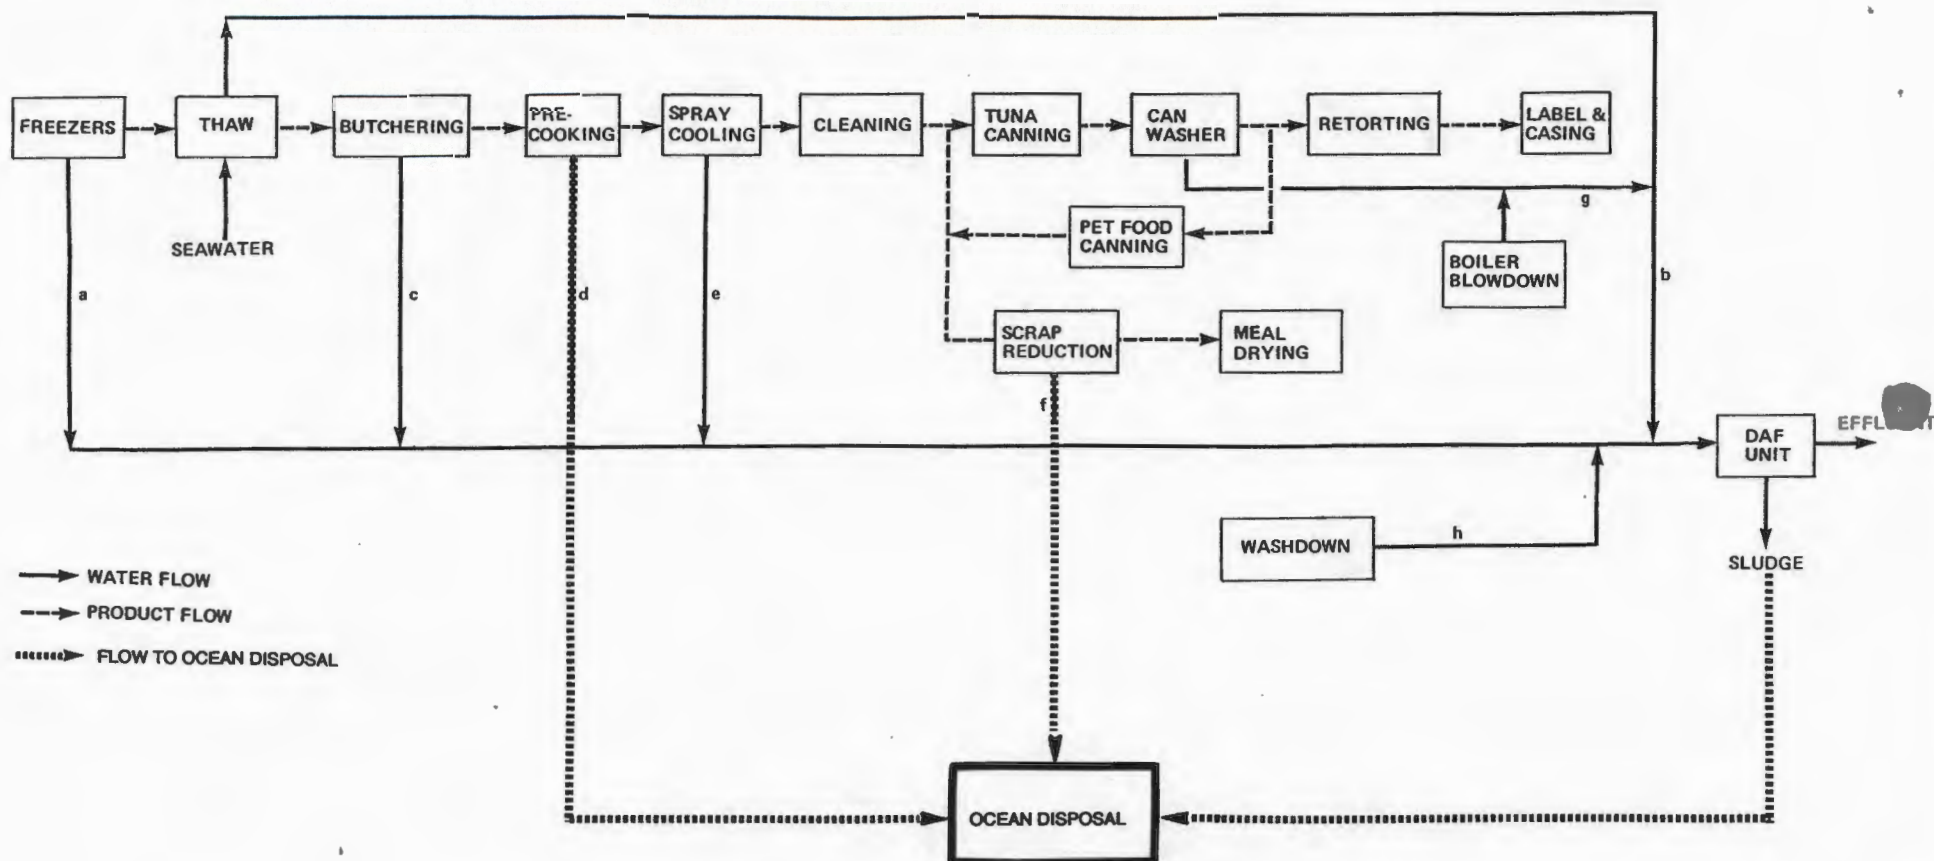 FREEZERS
THAW
BUTCHERING
PRE-
COOKING
SPRAY
COOLING
CLEANING
TUNA
CANNING
CAN
WASHER
RETORTING
LABEL &
CASING
g
SEAWATER
PET FOOD
CANNING
BOILER
BLOWDOWN
a
c
d
e
b
SCRAP
REDUCTION
MEAL
DRYING
f
DAF
UNIT
WASHDOWN
h
SLUDGE
WATER FLOW
PRODUCT FLOW
FLOW TO OCEAN DISPOSAL
OCEAN DISPOSAL